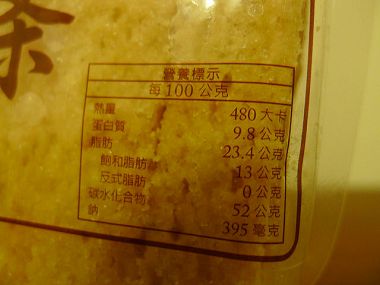 條
營養標示
每100公克
熱量 480大卡
蛋白質 9.8公克
脂肪 23.4公克
飽和脂肪 13公克
反式脂肪 0公克
碳水化合物 52公克
鈉 395毫克